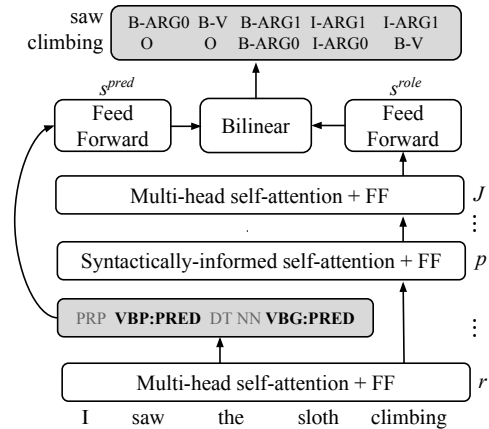 saw B-ARG0 B-V B-ARG1 I-ARG1 I-ARG1
climbing O O B-ARG0 I-ARG0 B-V
s^pred s^role
Feed Forward
Bilinear
Feed Forward
Multi-head self-attention + FF J
⋮
Syntactically-informed self-attention + FF p
PRP VBP:PRED DT NN VBG:PRED
⋮
Multi-head self-attention + FF r
I saw the sloth climbing